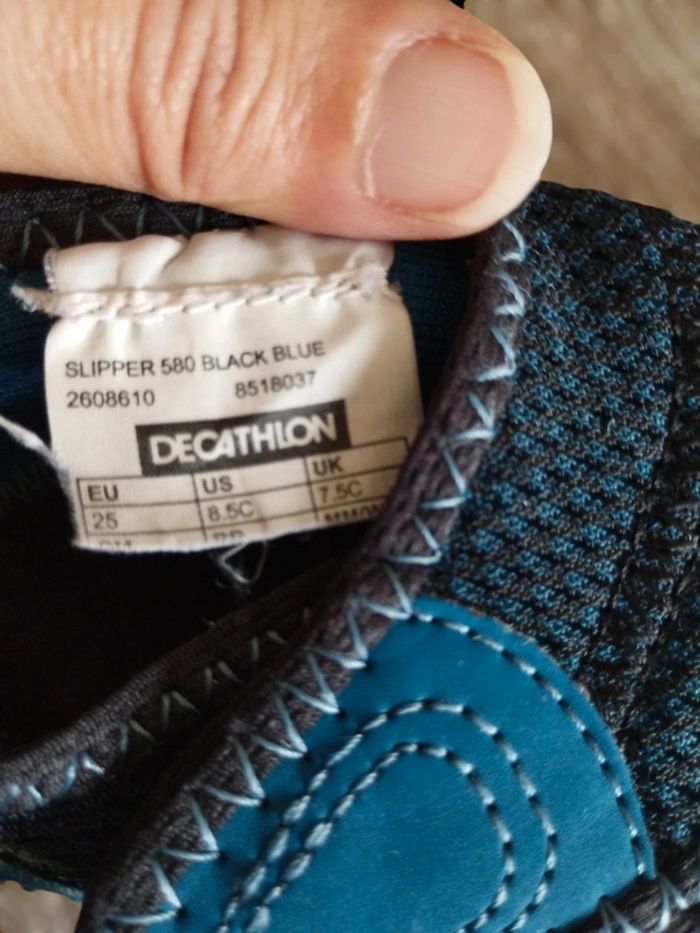 SLIPPER 580 BLACK BLUE
2608610 8518037
DECATHLON
EU US UK
25 8.5C 7.5C